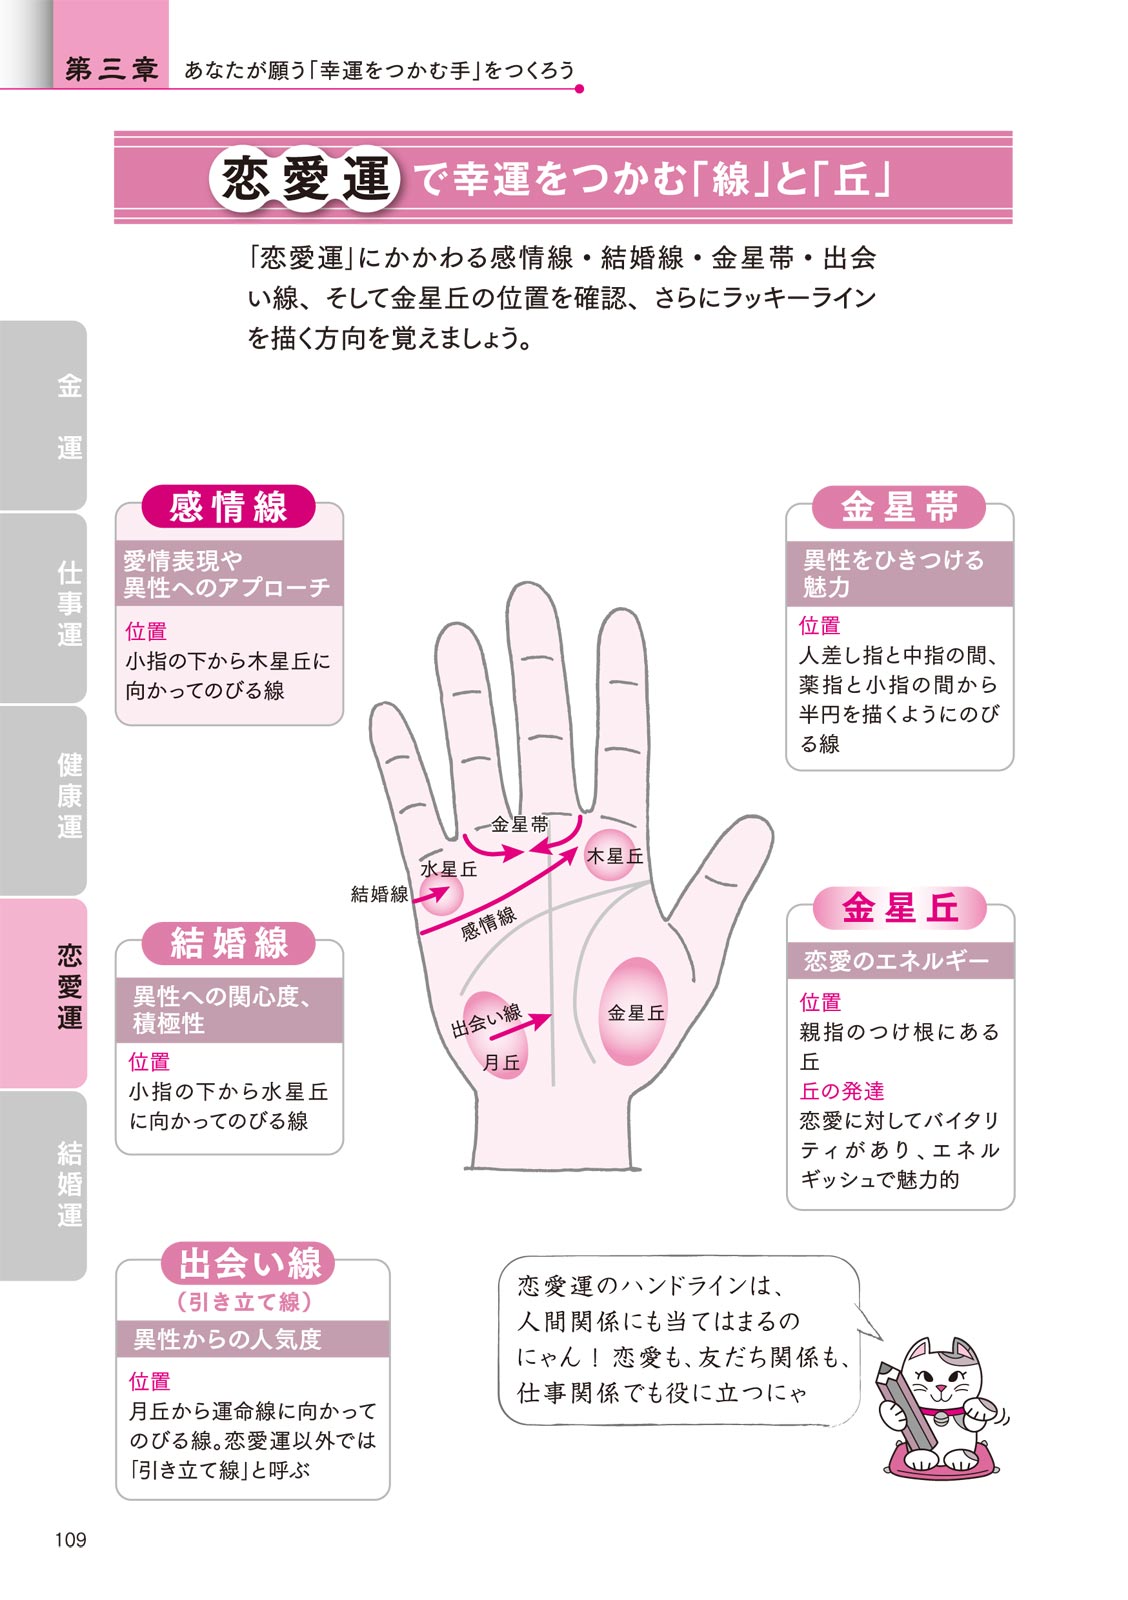 第三章
あなたが願う「幸運をつかむ手」をつくろう
恋愛運で幸運をつかむ「線」と「丘」
「恋愛運」にかかわる感情線・結婚線・金星帯・出会
い線、そして金星丘の位置を確認、さらにラッキーライン
を描く方向を覚えましょう。
金運
仕事運
健康運
恋愛運
結婚運
感情線
愛情表現や
異性へのアプローチ
位置
小指の下から木星丘に
向かってのびる線
金星帯
異性をひきつける
魅力
位置
人差し指と中指の間、
薬指と小指の間から
半円を描くようにのび
る線
金星帯
木星丘
水星丘
結婚線
感情線
出会い線
月丘
金星丘
結婚線
異性への関心度、
積極性
位置
小指の下から水星丘
に向かってのびる線
金星丘
恋愛のエネルギー
位置
親指のつけ根にある
丘
丘の発達
恋愛に対してバイタリ
ティがあり、エネル
ギッシュで魅力的
出会い線
（引き立て線）
異性からの人気度
位置
月丘から運命線に向かって
のびる線。恋愛運以外では
「引き立て線」と呼ぶ
恋愛運のハンドラインは、
人間関係にも当てはまるの
にゃん！恋愛も、友だち関係も、
仕事関係でも役に立つにゃ
109